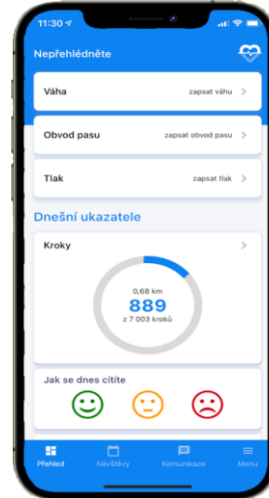 11:30
Nepřehlédněte
Váha zapsat váhu
Obvod pasu zapsat obvod pasu
Tlak zapsat tlak
Dnešní ukazatele
Kroky
0,68 km
889
z 7 003 kroků
Jak se dnes cítíte
Přehled Návštěvy Komunikace Menu